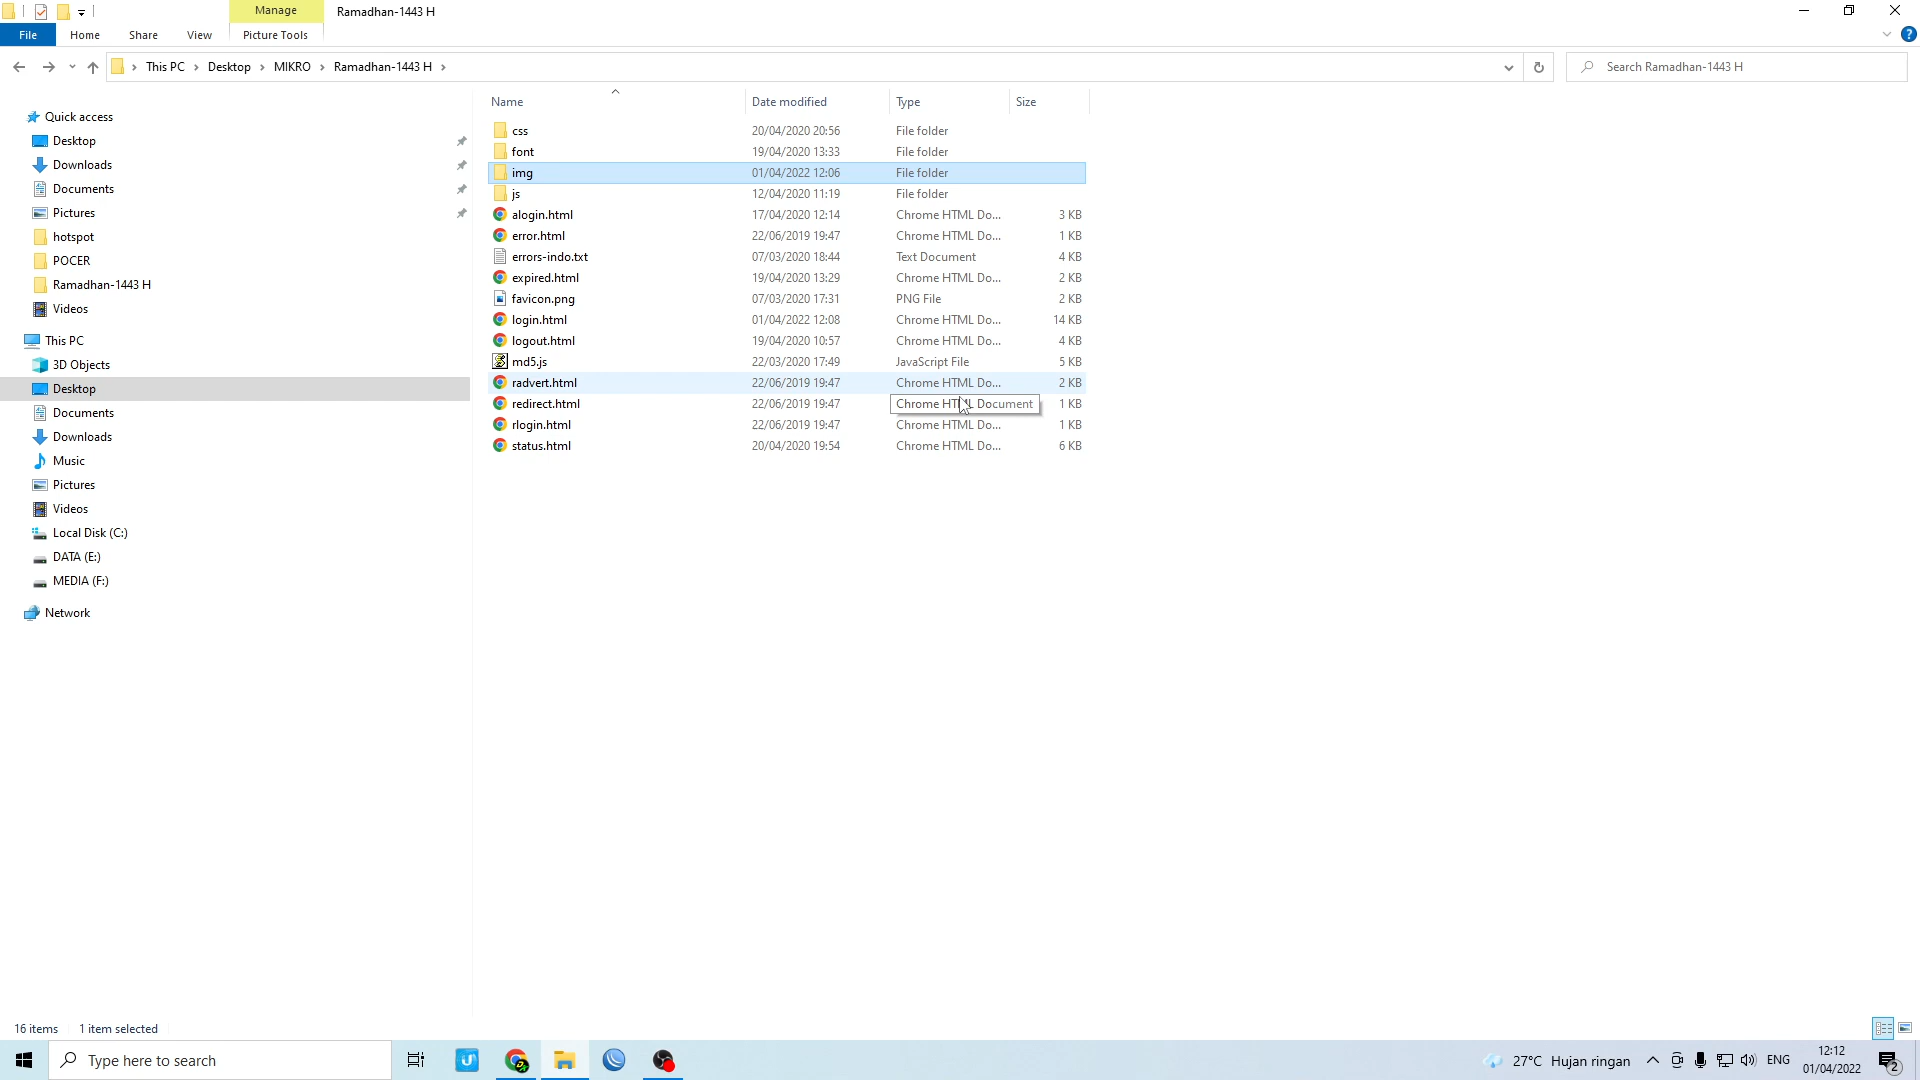 Manage
Ramadhan-1443 H
File
Home
Share
View
Picture Tools
This PC
Desktop
MIKRO
Ramadhan-1443 H
Search Ramadhan-1443 H
Quick access
Desktop
Downloads
Documents
Pictures
hotspot
POCER
Ramadhan-1443 H
Videos
This PC
3D Objects
Desktop
Documents
Downloads
Music
Pictures
Videos
Local Disk (C:)
DATA (E:)
MEDIA (F:)
Network
Name Date modified Type Size
css 20/04/2020 20:56 File folder
font 19/04/2020 13:33 File folder
img 01/04/2022 12:06 File folder
js 12/04/2020 11:19 File folder
alogin.html 17/04/2020 12:14 Chrome HTML Do... 3 KB
error.html 22/06/2019 19:47 Chrome HTML Do... 1 KB
errors-indo.txt 07/03/2020 18:44 Text Document 4 KB
expired.html 19/04/2020 13:29 Chrome HTML Do... 2 KB
favicon.png 07/03/2020 17:31 PNG File 2 KB
login.html 01/04/2022 12:08 Chrome HTML Do... 14 KB
logout.html 19/04/2020 10:57 Chrome HTML Do... 4 KB
md5.js 22/03/2020 17:49 JavaScript File 5 KB
radvert.html 22/06/2019 19:47 Chrome HTML Do... 2 KB
redirect.html 22/06/2019 19:47 Chrome HTML Document 1 KB
rlogin.html 22/06/2019 19:47 Chrome HTML Do... 1 KB
status.html 20/04/2020 19:54 Chrome HTML Do... 6 KB
16 items 1 item selected
Type here to search
27°C Hujan ringan
ENG
12:12
01/04/2022
2